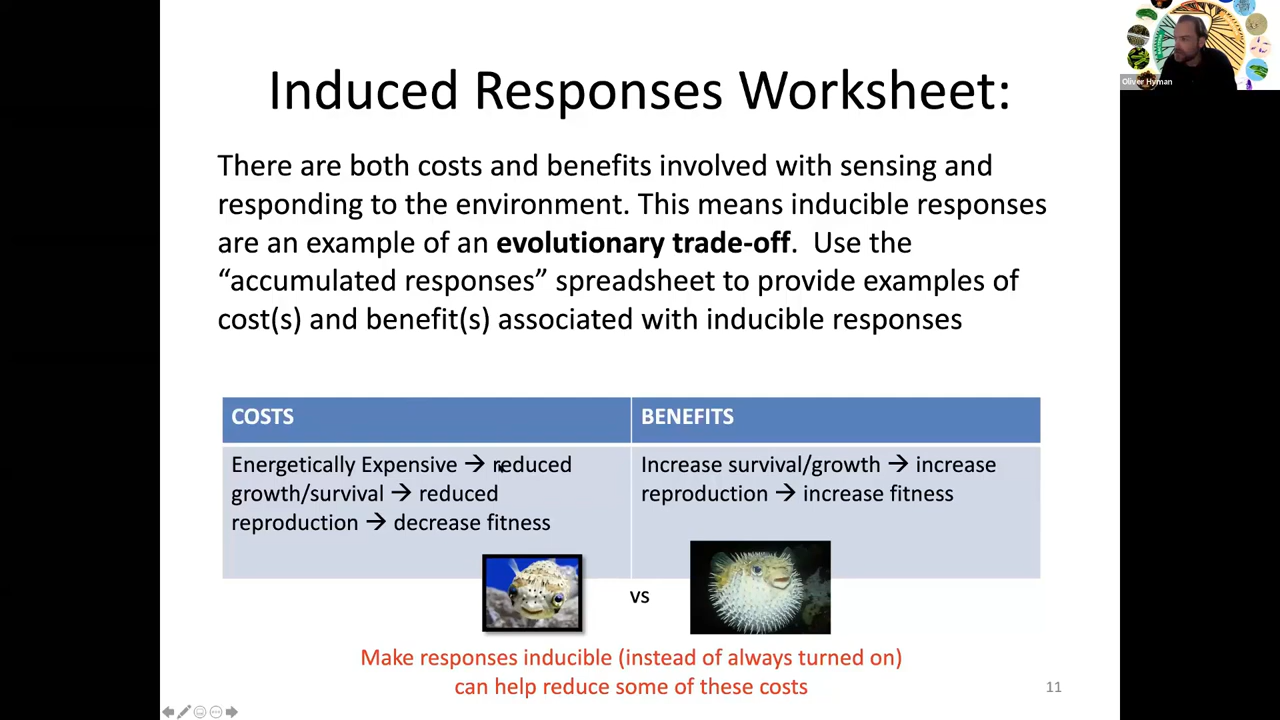 Induced Responses Worksheet:
There are both costs and benefits involved with sensing and
responding to the environment. This means inducible responses
are an example of an evolutionary trade-off.  Use the
“accumulated responses” spreadsheet to provide examples of
cost(s) and benefit(s) associated with inducible responses
COSTS
BENEFITS
Energetically Expensive → reduced
growth/survival → reduced
reproduction → decrease fitness
Increase survival/growth → increase
reproduction → increase fitness
vs
Make responses inducible (instead of always turned on)
can help reduce some of these costs
11
Oliver Hyman